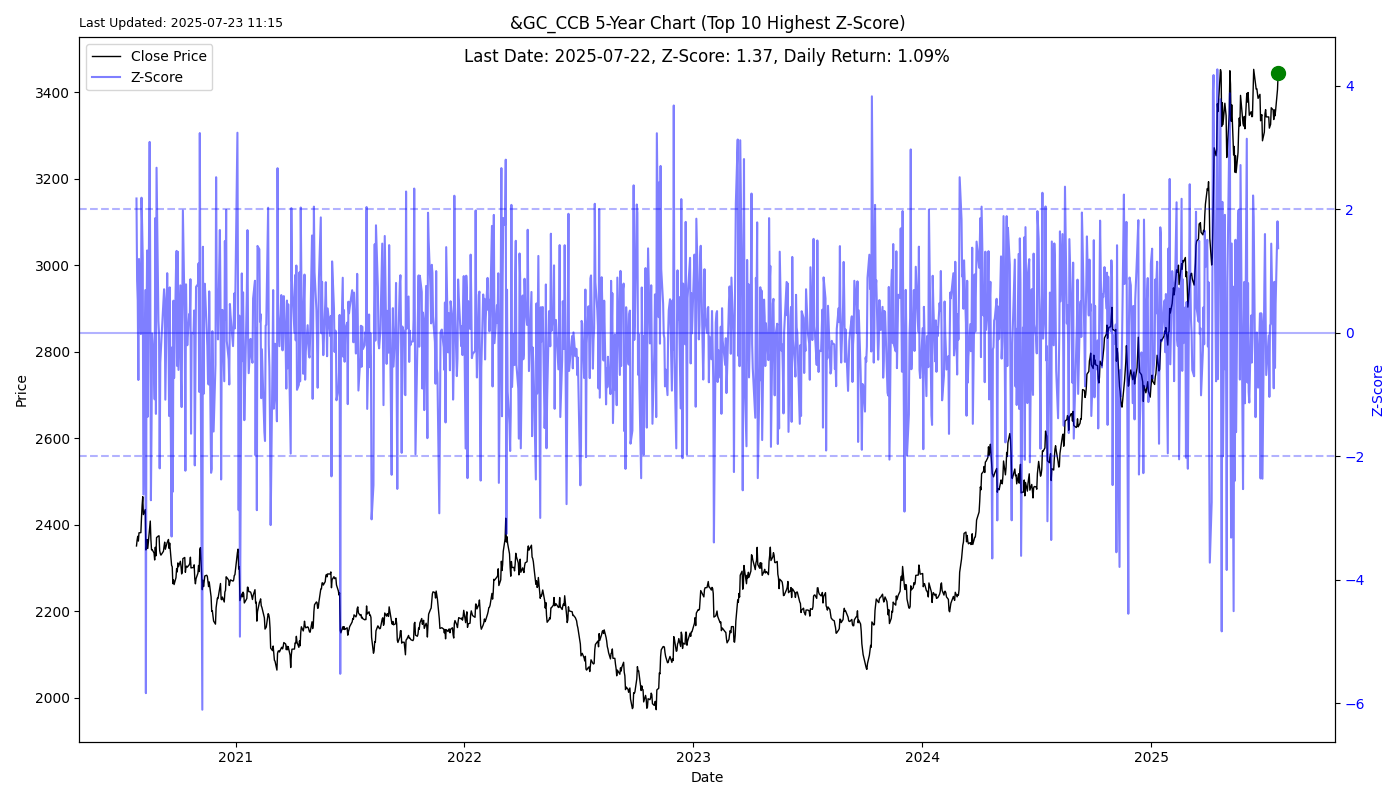 Last Updated: 2025-07-23 11:15
&GC_CCB 5-Year Chart (Top 10 Highest Z-Score)
Last Date: 2025-07-22, Z-Score: 1.37, Daily Return: 1.09%
Close Price
Z-Score
3400
3200
3000
2800
2600
2400
2200
2000
Price
4
2
0
−2
−4
−6
Z-Score
2021
2022
2023
2024
2025
Date